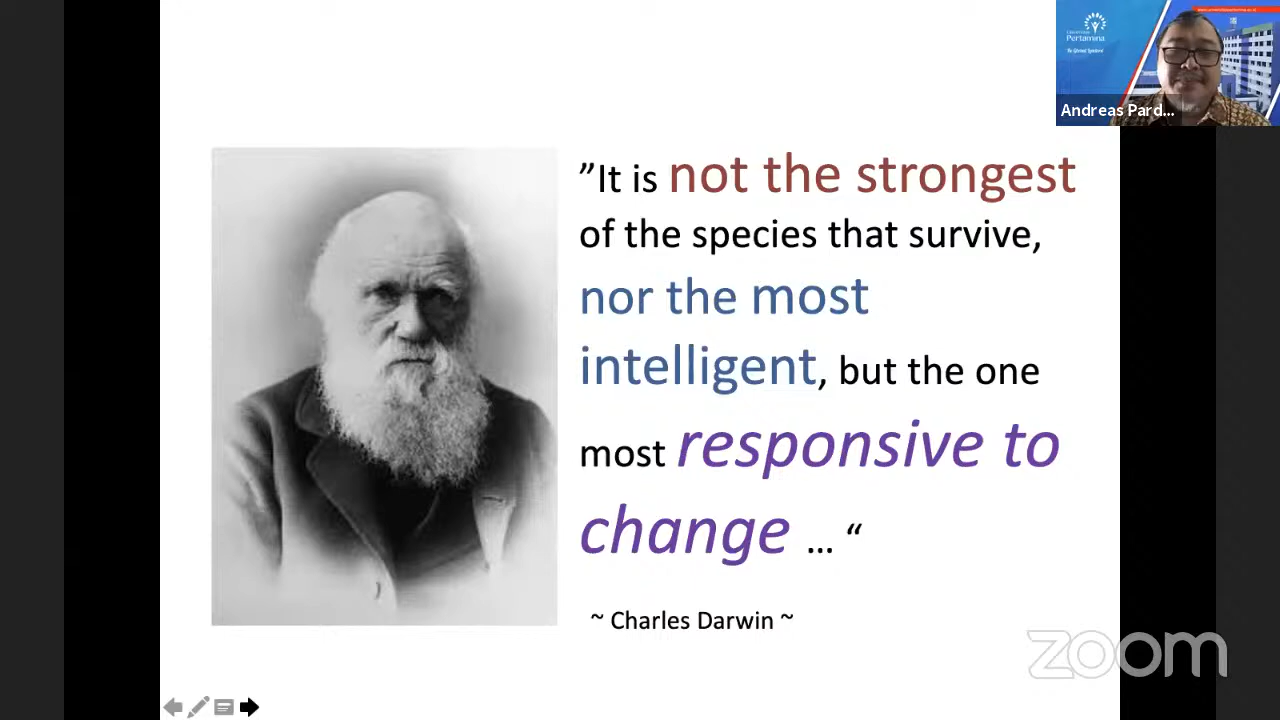 Universitas
Pertamina
Andreas Pard...
”It is not the strongest
of the species that survive,
nor the most
intelligent, but the one
most responsive to
change ... “
~ Charles Darwin ~
zoom